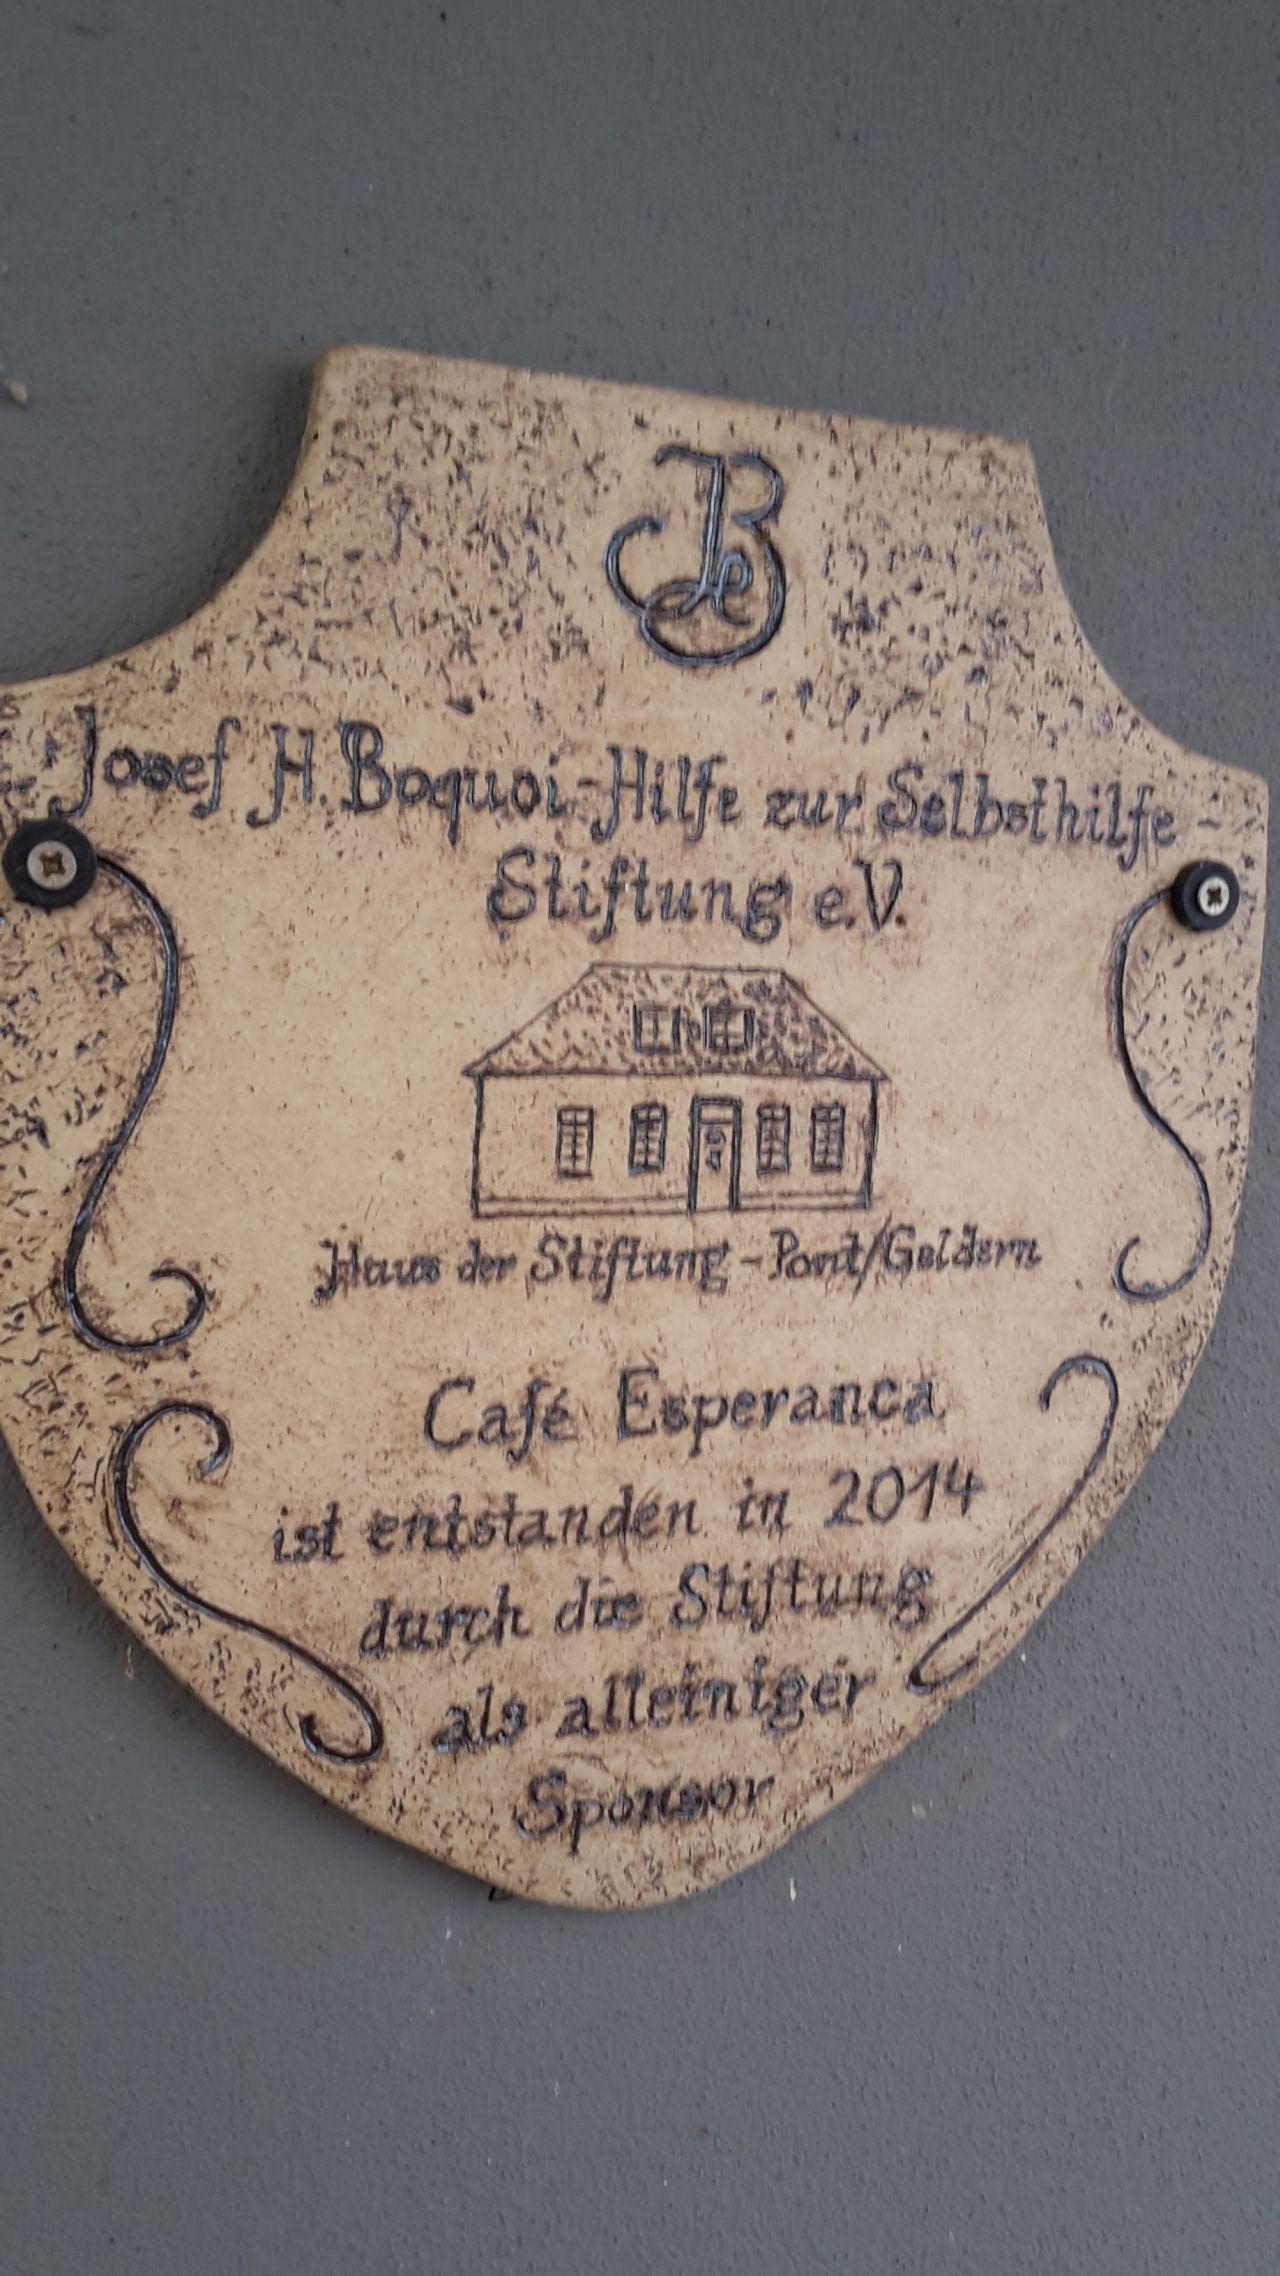 JBe
Josef H. Boquoi-Hilfe zur Selbsthilfe-
Stiftung e.V.
Haus der Stiftung - Pont/Geldern
Café Esperanca
ist entstanden in 2014
durch die Stiftung
als alleiniger
Sponsor